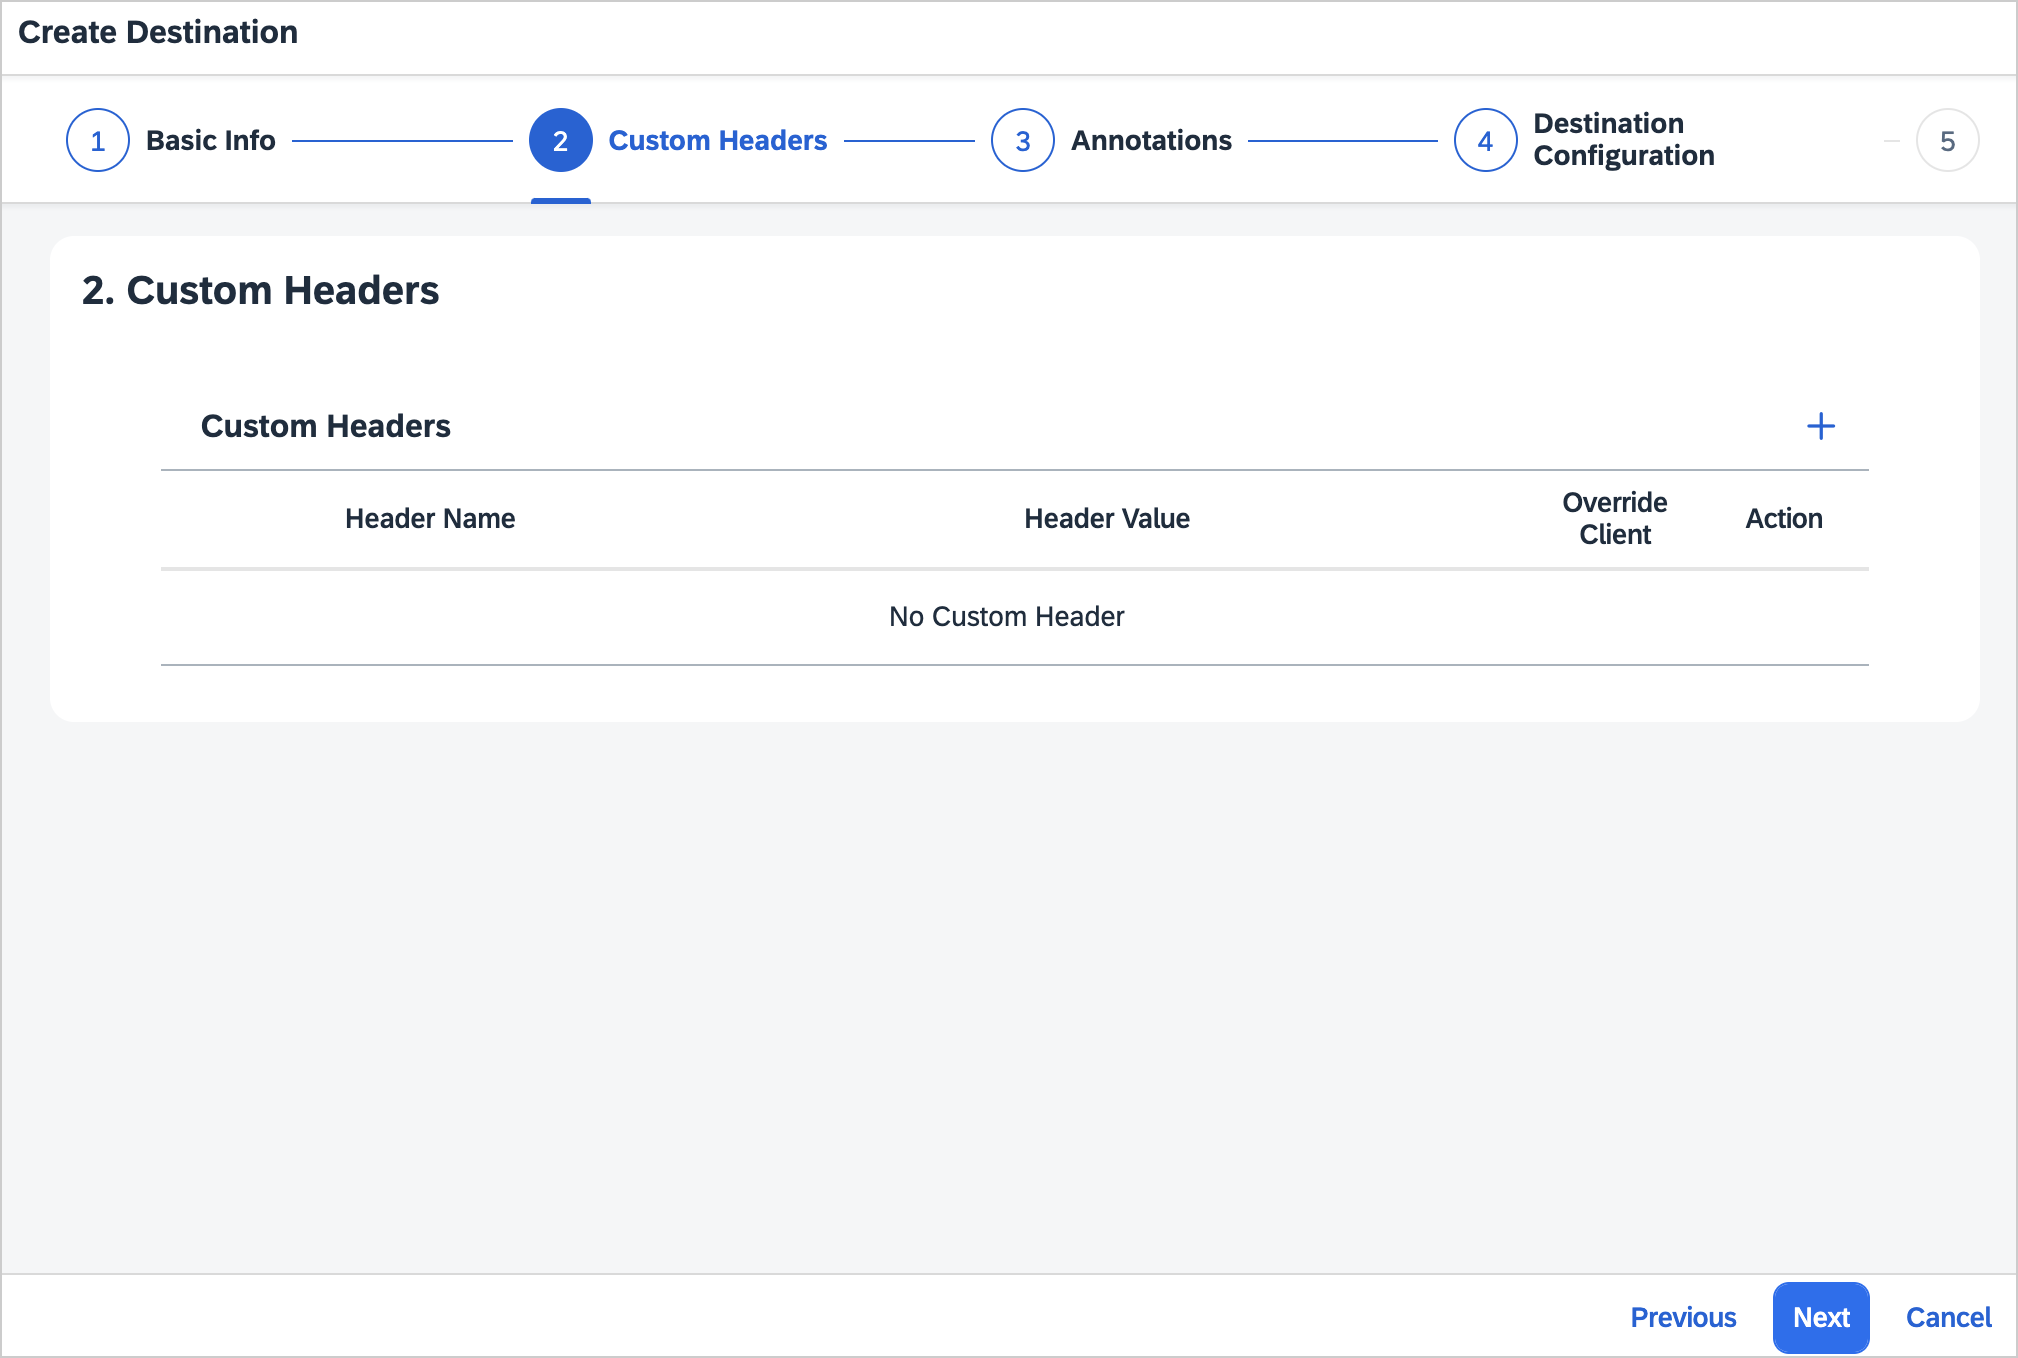 Create Destination
1 Basic Info 2 Custom Headers 3 Annotations 4 Destination Configuration 5
2. Custom Headers
Custom Headers
Header Name Header Value Override Client Action
No Custom Header
Previous Next Cancel